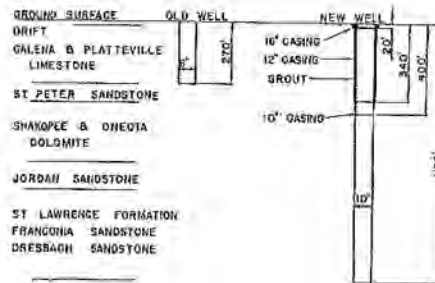 GROUND SURFACE OLD WELL NEW WELL
DRIFT
GALENA & PLATTEVILLE
LIMESTONE
ST PETER SANDSTONE
SHAKOPEE & ONEOTA
DOLOMITE
JORDAN SANDSTONE
ST LAWRENCE FORMATION
FRANCONIA SANDSTONE
DRESBACH SANDSTONE
270'
16" CASING
12" CASING
GROUT
10" CASING
20'
340'
400'
10"